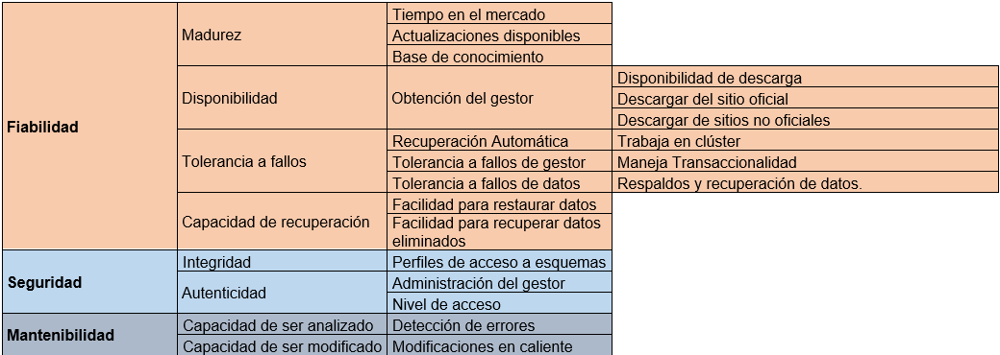 Fiabilidad
Madurez
Tiempo en el mercado
Actualizaciones disponibles
Base de conocimiento
Disponibilidad
Obtención del gestor
Disponibilidad de descarga
Descargar del sitio oficial
Descargar de sitios no oficiales
Tolerancia a fallos
Recuperación Automática
Trabaja en clúster
Tolerancia a fallos de gestor
Maneja Transaccionalidad
Tolerancia a fallos de datos
Respaldos y recuperación de datos.
Capacidad de recuperación
Facilidad para restaurar datos
Facilidad para recuperar datos
eliminados
Seguridad
Integridad
Perfiles de acceso a esquemas
Autenticidad
Administración del gestor
Nivel de acceso
Mantenibilidad
Capacidad de ser analizado
Detección de errores
Capacidad de ser modificado
Modificaciones en caliente